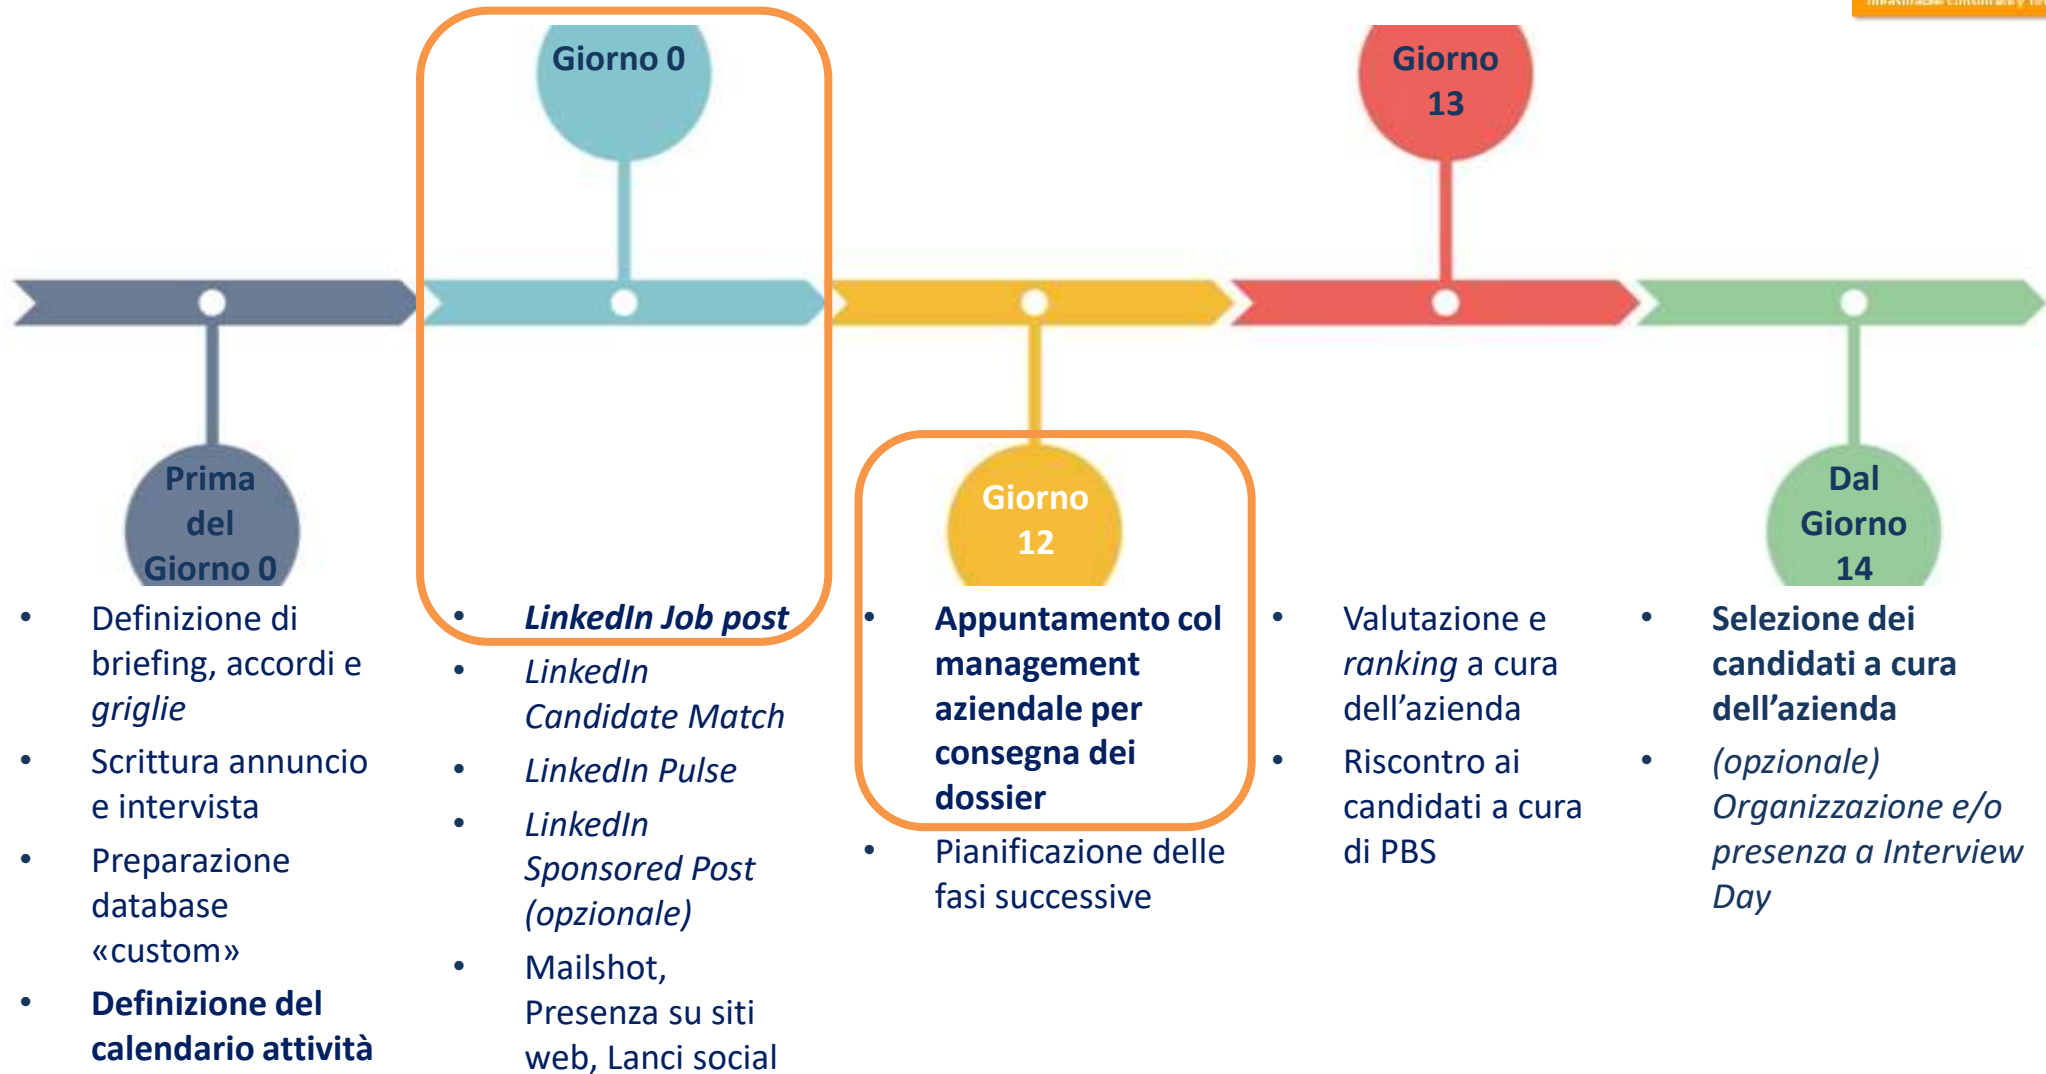 Giorno 0
Giorno
13
Prima
del
Giorno 0
Giorno
12
Dal
Giorno
14
• Definizione di
briefing, accordi e
griglie
• Scrittura annuncio
e intervista
• Preparazione
database
«custom»
• Definizione del
calendario attività
• LinkedIn Job post
• LinkedIn
Candidate Match
• LinkedIn Pulse
• LinkedIn
Sponsored Post
(opzionale)
• Mailshot,
Presenza su siti
web, Lanci social
• Appuntamento col
management
aziendale per
consegna dei
dossier
• Pianificazione delle
fasi successive
• Valutazione e
ranking a cura
dell’azienda
• Riscontro ai
candidati a cura
di PBS
• Selezione dei
candidati a cura
dell’azienda
• (opzionale)
Organizzazione e/o
presenza a Interview
Day